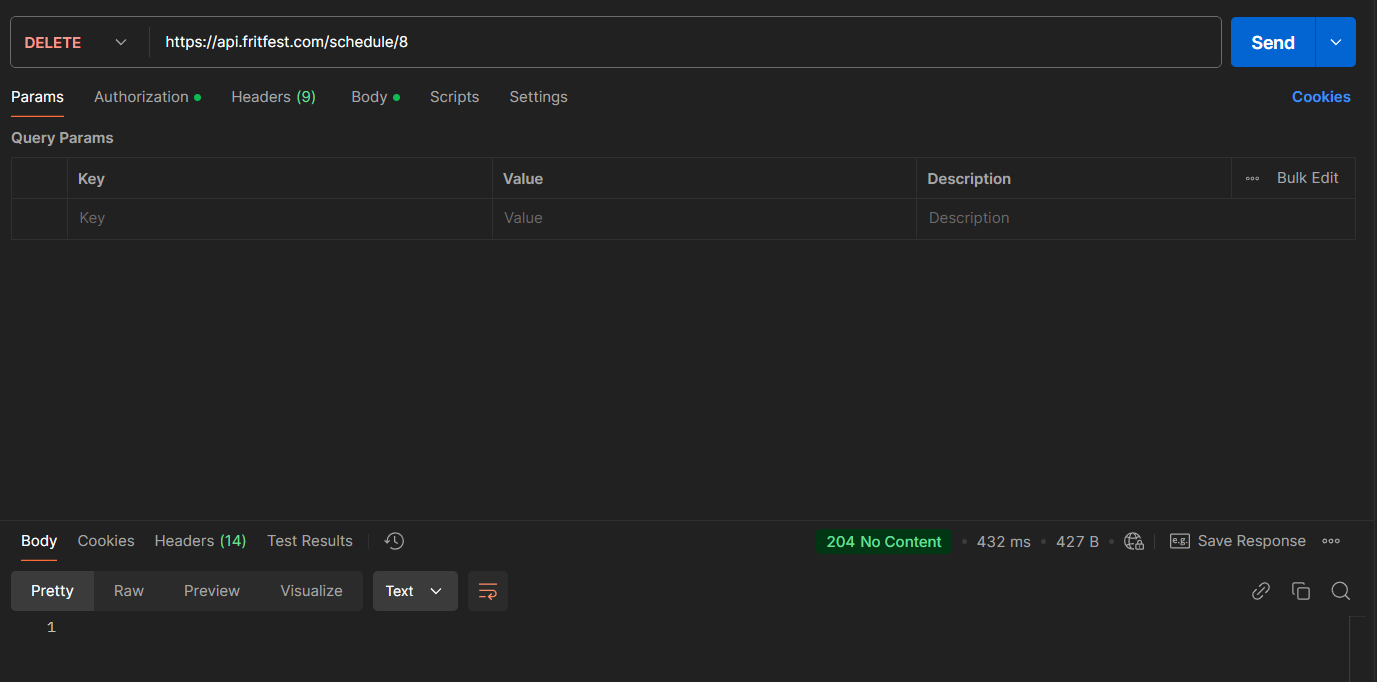 DELETE https://api.fritfest.com/schedule/8 Send
Params Authorization Headers (9) Body Scripts Settings Cookies
Query Params
Key Value Description Bulk Edit
Key Value Description
Body Cookies Headers (14) Test Results 204 No Content 432 ms 427 B e.g. Save Response
Pretty Raw Preview Visualize Text
1